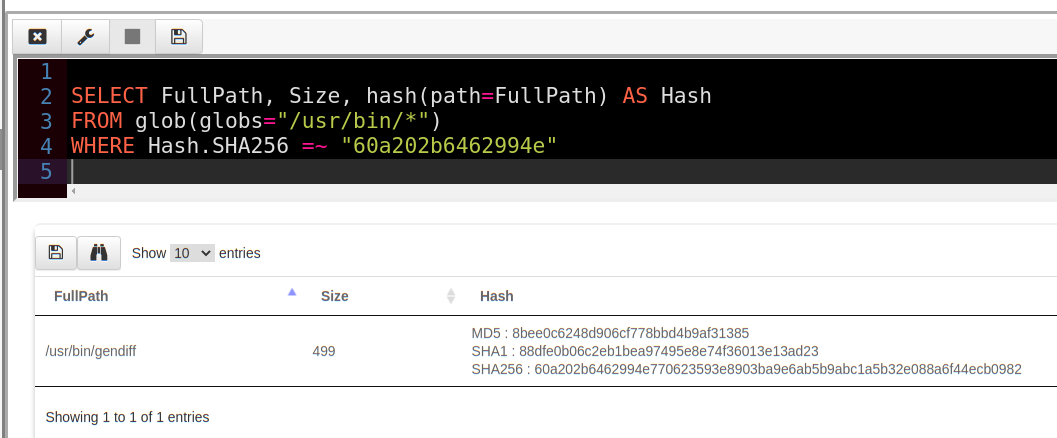 1
2 SELECT FullPath, Size, hash(path=FullPath) AS Hash
3 FROM glob(globs="/usr/bin/*")
4 WHERE Hash.SHA256 =~ "60a202b6462994e"
5
Show 10 entries
FullPath Size Hash
MD5 : 8bee0c6248d906cf778bbd4b9af31385
/usr/bin/gendiff 499 SHA1 : 88dfe0b06c2eb1bea97495e8e74f36013e13ad23
SHA256 : 60a202b6462994e770623593e8903ba9e6ab5b9abc1a5b32e088a6f44ecb0982
Showing 1 to 1 of 1 entries